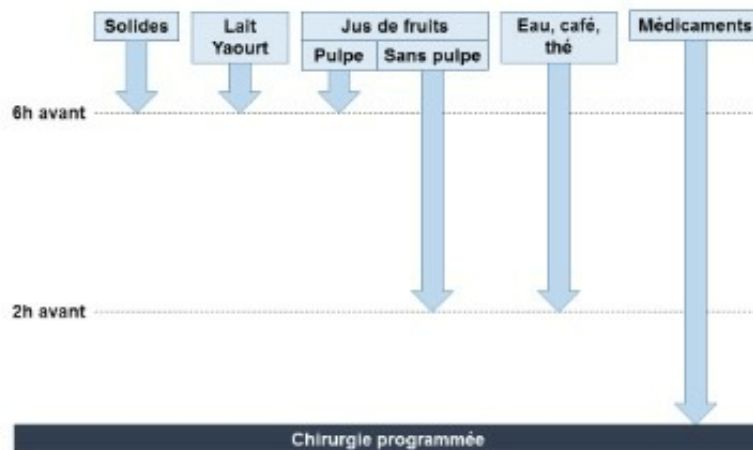 Solides
Lait
Yaourt
Jus de fruits
Pulpe
Sans pulpe
Eau, café,
thé
Médicaments
6h avant
2h avant
Chirurgie programmée